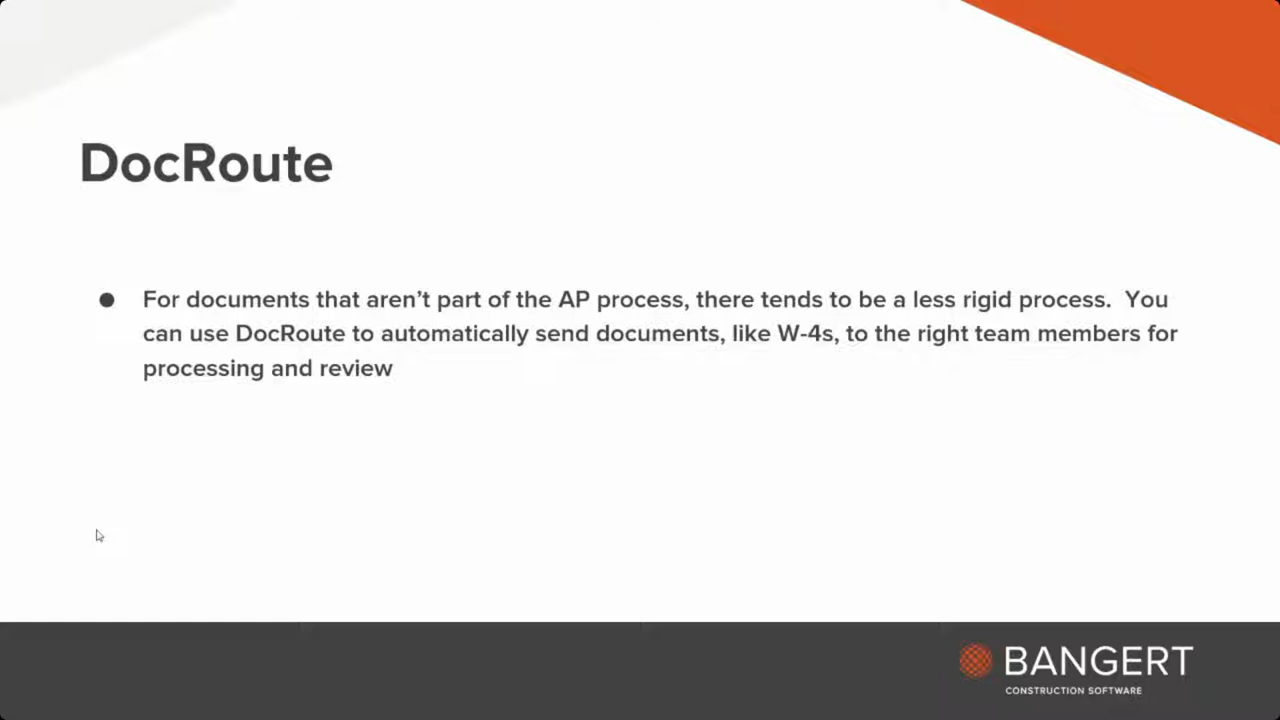 DocRoute
● For documents that aren’t part of the AP process, there tends to be a less rigid process.  You
can use DocRoute to automatically send documents, like W-4s, to the right team members for
processing and review
BANGERT
CONSTRUCTION SOFTWARE